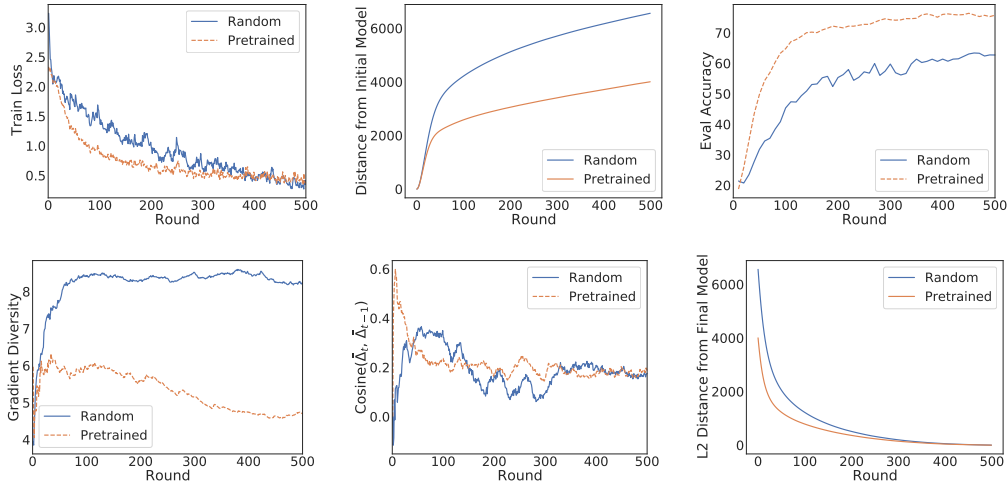 Train Loss
3.0
2.5
2.0
1.5
1.0
0.5
0 100 200 300 400 500
Round
Random
Pretrained
Distance from Initial Model
6000
4000
2000
0
0 100 200 300 400 500
Round
Random
Pretrained
Eval Accuracy
70
60
50
40
30
20
0 100 200 300 400 500
Round
Random
Pretrained
Gradient Diversity
8
7
6
5
4
0 100 200 300 400 500
Round
Random
Pretrained
Cosine(Δ̄_t, Δ̄_{t−1})
0.6
0.4
0.2
0.0
0 100 200 300 400 500
Round
Random
Pretrained
L2 Distance from Final Model
6000
4000
2000
0
0 100 200 300 400 500
Round
Random
Pretrained